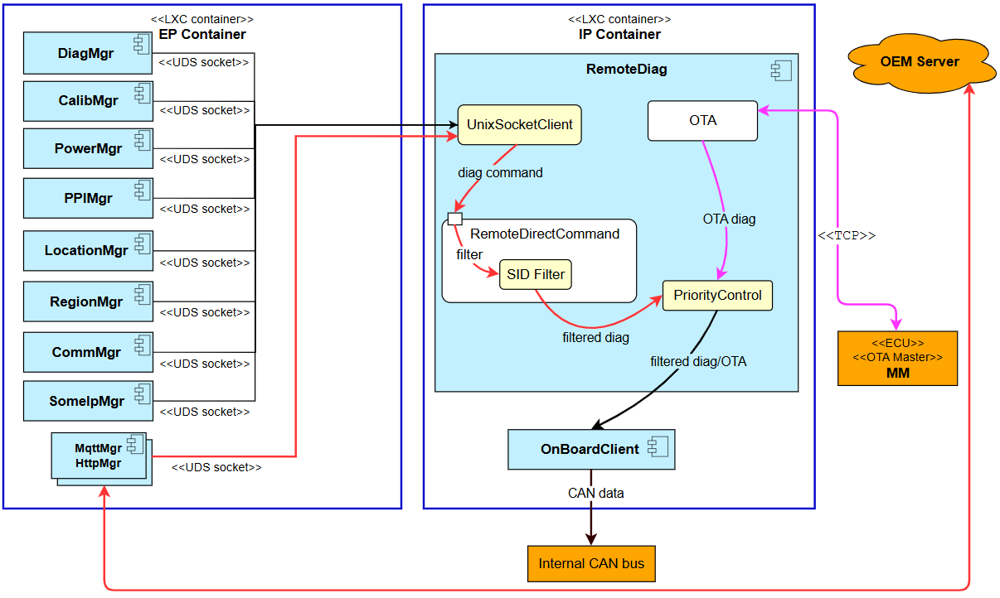 <<LXC container>>
EP Container
DiagMgr
<<UDS socket>>
CalibMgr
<<UDS socket>>
PowerMgr
<<UDS socket>>
PPIMgr
<<UDS socket>>
LocationMgr
<<UDS socket>>
RegionMgr
<<UDS socket>>
CommMgr
<<UDS socket>>
SomeIpMgr
<<UDS socket>>
MqttMgr
HttpMgr
<<UDS socket>>
<<LXC container>>
IP Container
RemoteDiag
UnixSocketClient
OTA
diag command
OTA diag
RemoteDirectCommand
filter
SID Filter
PriorityControl
filtered diag
filtered diag/OTA
OnBoardClient
CAN data
Internal CAN bus
OEM Server
<<TCP>>
<<ECU>>
<<OTA Master>>
MM